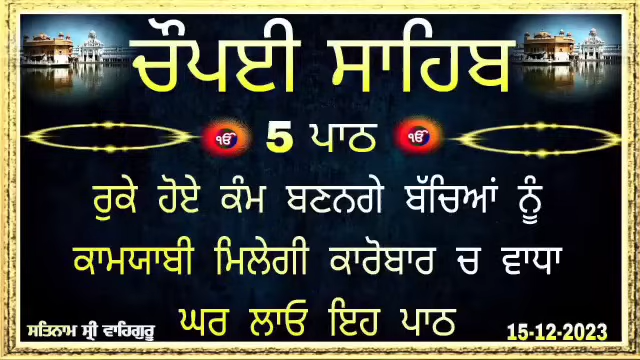 ਚੌਪਈ ਸਾਹਿਬ
ੴ 5 ਪਾਠ ੴ
ਰੁਕੇ ਹੋਏ ਕੰਮ ਬਣਨਗੇ ਬੱਚਿਆਂ ਨੂੰ
ਕਾਮਯਾਬੀ ਮਿਲੇਗੀ ਕਾਰੋਬਾਰ ਚ ਵਾਧਾ
ਘਰ ਲਾਓ ਇਹ ਪਾਠ
ਸਤਿਨਾਮ ਸ੍ਰੀ ਵਾਹਿਗੁਰੂ 15-12-2023